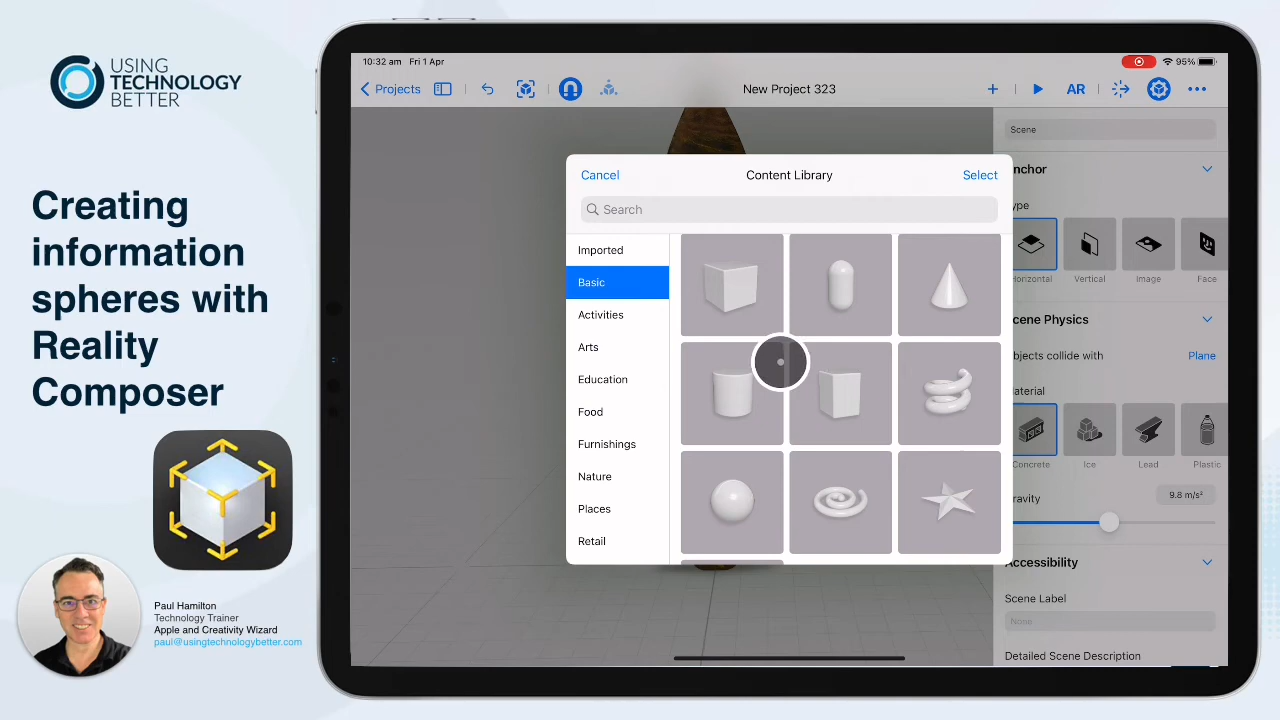 USING
TECHNOLOGY
BETTER
Creating
information
spheres with
Reality
Composer
Paul Hamilton
Technology Trainer
Apple and Creativity Wizard
paul@usingtechnologybetter.com
10:32 am Fri 1 Apr
95%
Projects
New Project 323
AR
Cancel
Content Library
Select
Search
Imported
Basic
Activities
Arts
Education
Food
Furnishings
Nature
Places
Retail
Scene
nchor
ype
orizontal
Vertical
Image
Face
cene Physics
bjects collide with
Plane
aterial
Concrete
Ice
Lead
Plastic
ravity
9.8 m/s²
Accessibility
Scene Label
None
Detailed Scene Description